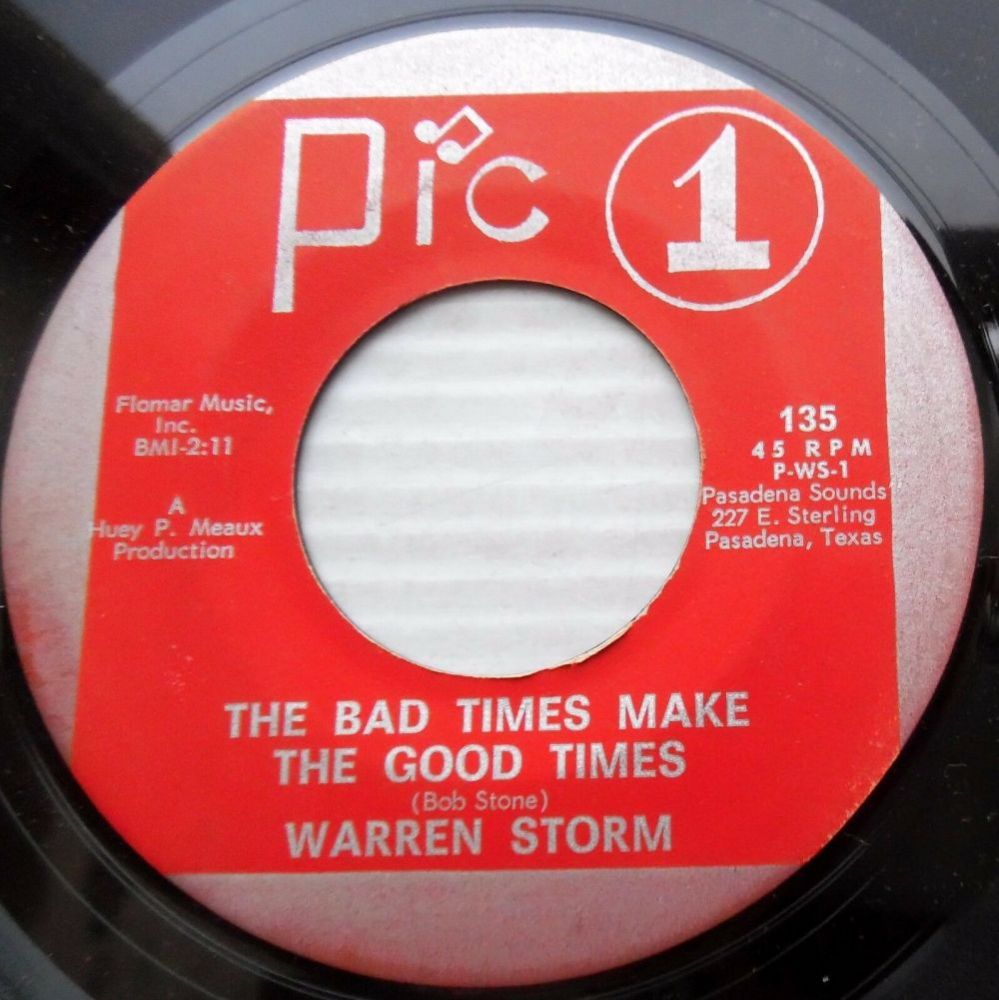 Pic 1
Flomar Music,
Inc.
BMI-2:11
A
Huey P. Meaux
Production
135
45 RPM
P-WS-1
Pasadena Sounds
227 E. Sterling
Pasadena, Texas
THE BAD TIMES MAKE
THE GOOD TIMES
(Bob Stone)
WARREN STORM